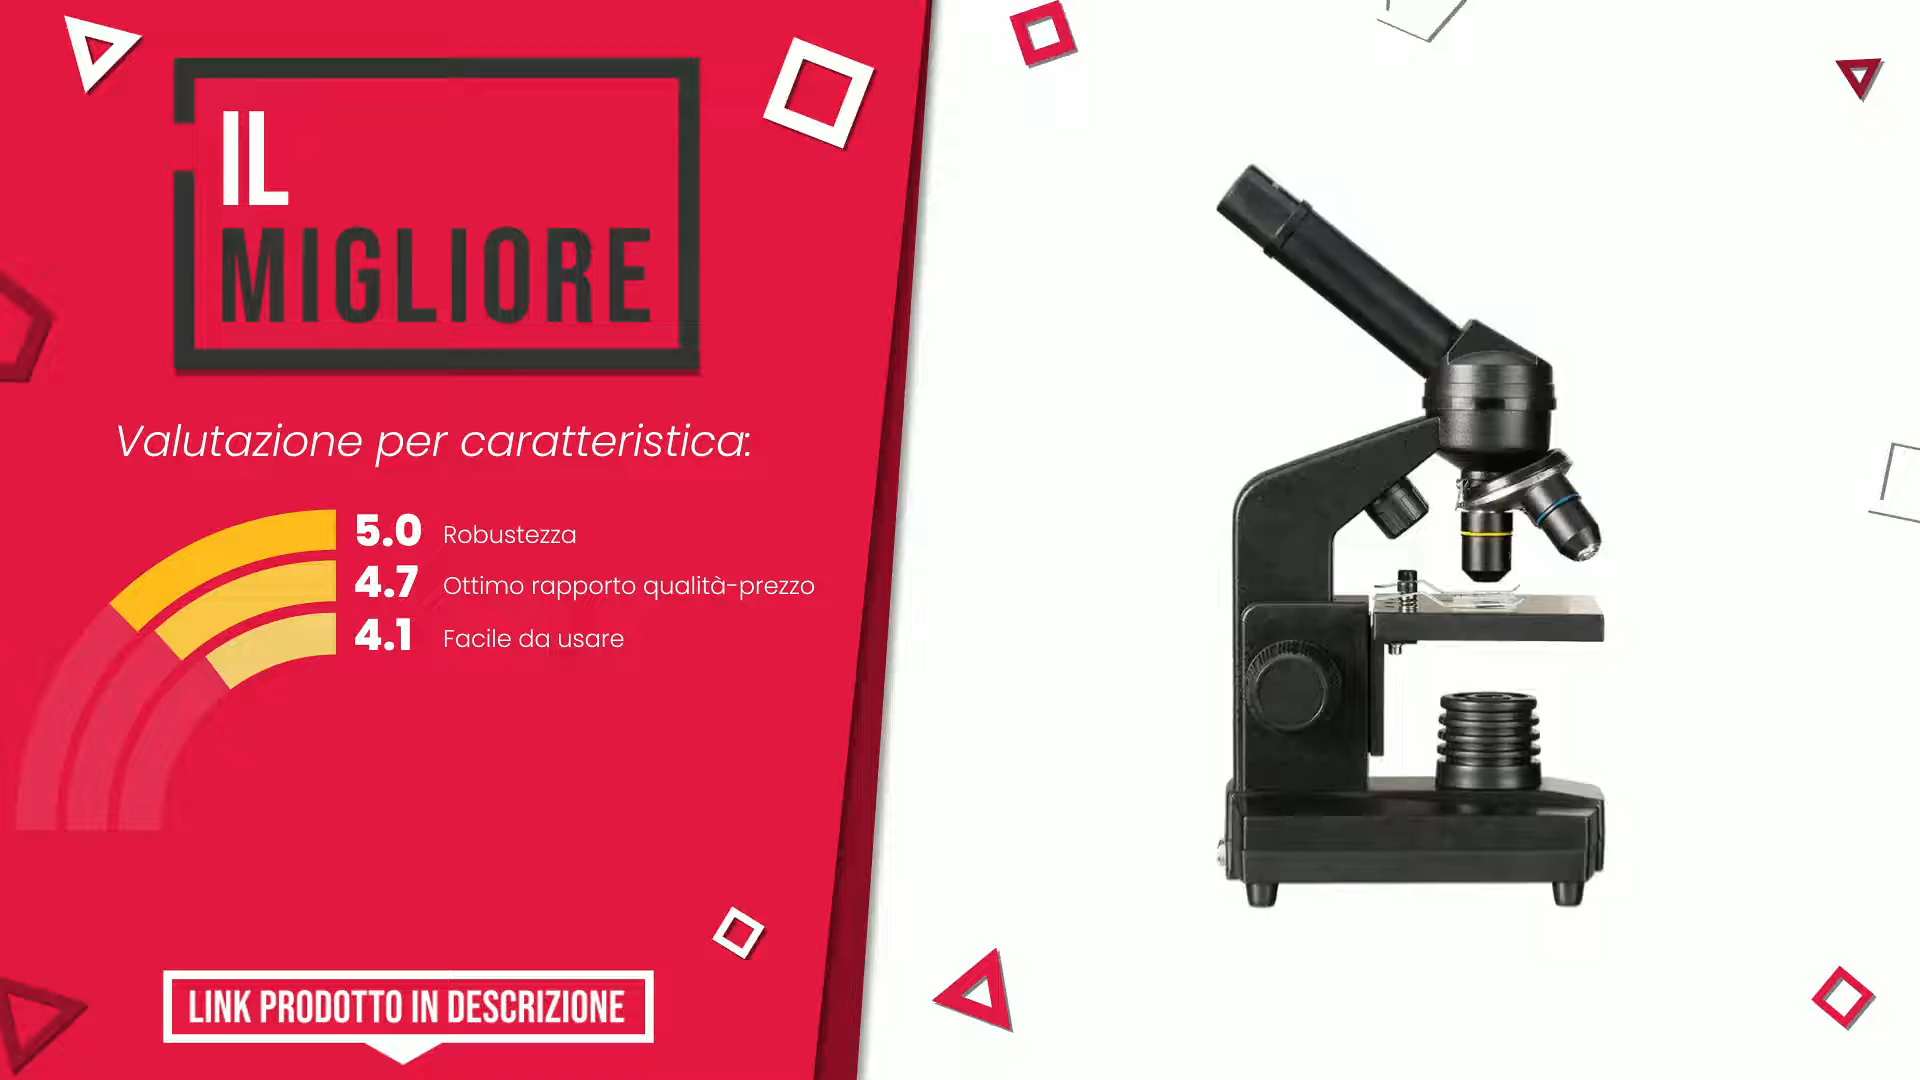 IL
MIGLIORE
Valutazione per caratteristica:
5.0 Robustezza
4.7 Ottimo rapporto qualità-prezzo
4.1 Facile da usare
LINK PRODOTTO IN DESCRIZIONE